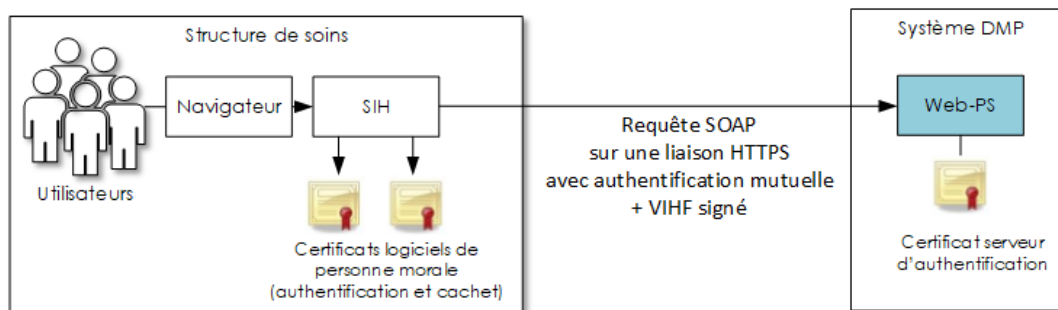 Structure de soins
Utilisateurs
Navigateur
SIH
Certificats logiciels de
personne morale
(authentification et cachet)
Requête SOAP
sur une liaison HTTPS
avec authentification mutuelle
+ VIHF signé
Système DMP
Web-PS
Certificat serveur
d'authentification